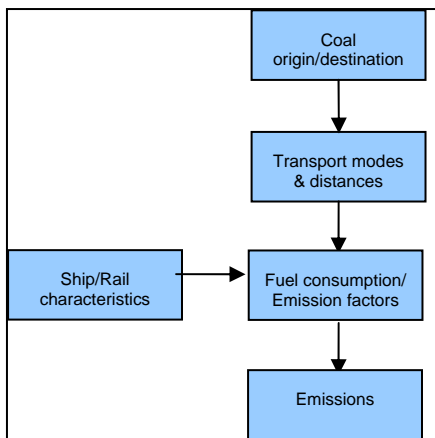 Coal
origin/destination
Transport modes
& distances
Ship/Rail
characteristics
Fuel consumption/
Emission factors
Emissions